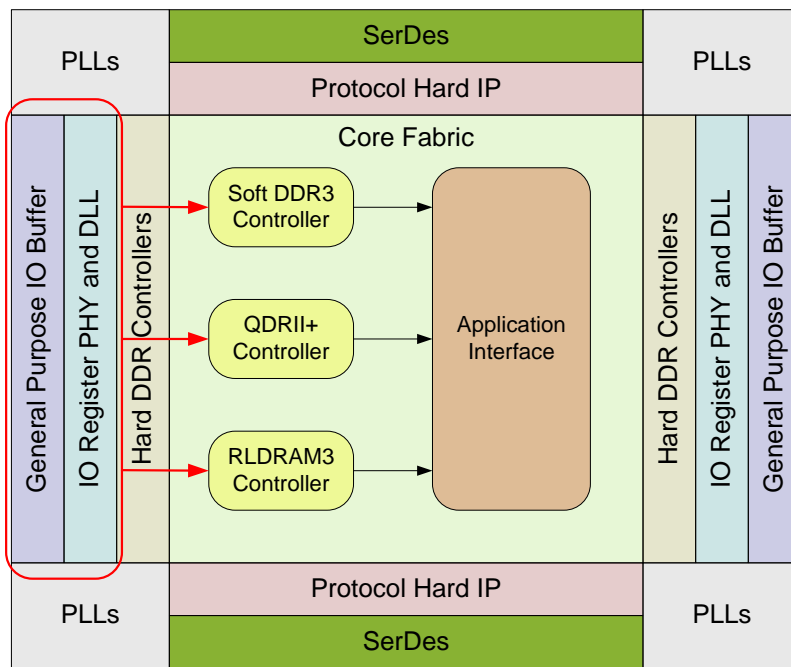 PLLs
SerDes
PLLs
Protocol Hard IP
Core Fabric
General Purpose IO Buffer
IO Register PHY and DLL
Hard DDR Controllers
Soft DDR3
Controller
QDRII+
Controller
RLDRAM3
Controller
Application
Interface
Hard DDR Controllers
IO Register PHY and DLL
General Purpose IO Buffer
PLLs
Protocol Hard IP
SerDes
PLLs